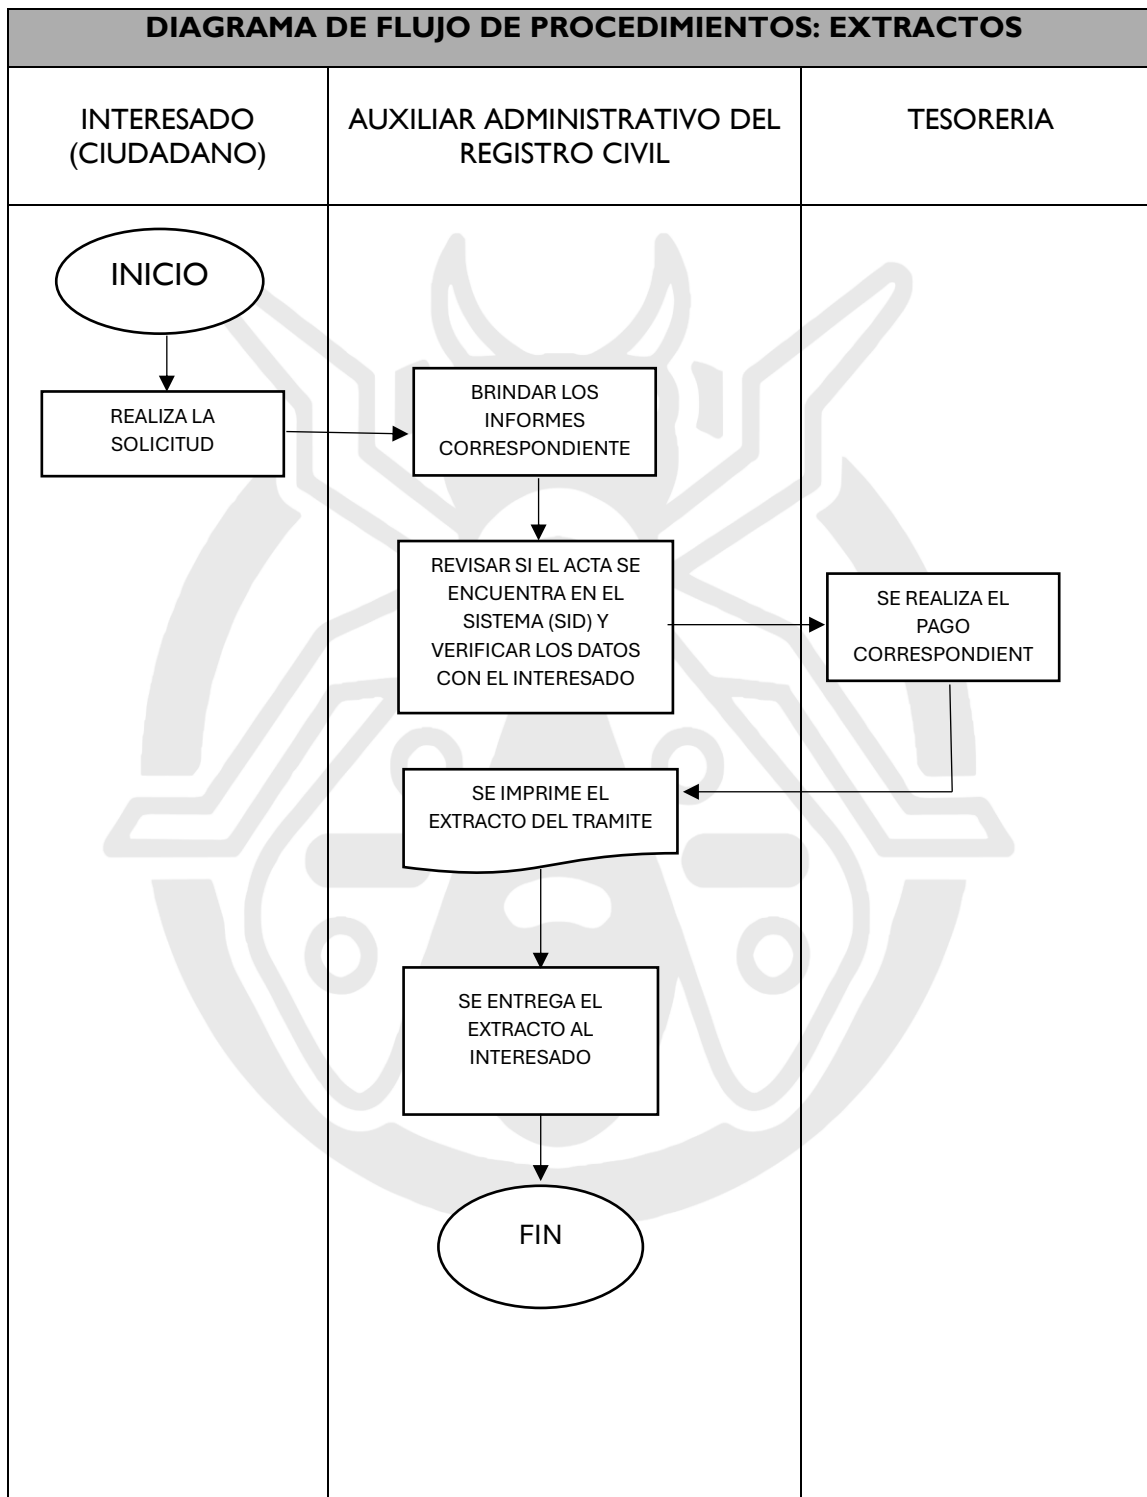 DIAGRAMA DE FLUJO DE PROCEDIMIENTOS: EXTRACTOS
INTERESADO
(CIUDADANO)
AUXILIAR ADMINISTRATIVO DEL
REGISTRO CIVIL
TESORERIA
INICIO
REALIZA LA
SOLICITUD
BRINDAR LOS
INFORMES
CORRESPONDIENTE
REVISAR SI EL ACTA SE
ENCUENTRA EN EL
SISTEMA (SID) Y
VERIFICAR LOS DATOS
CON EL INTERESADO
SE REALIZA EL
PAGO
CORRESPONDIENT
SE IMPRIME EL
EXTRACTO DEL TRAMITE
SE ENTREGA EL
EXTRACTO AL
INTERESADO
FIN